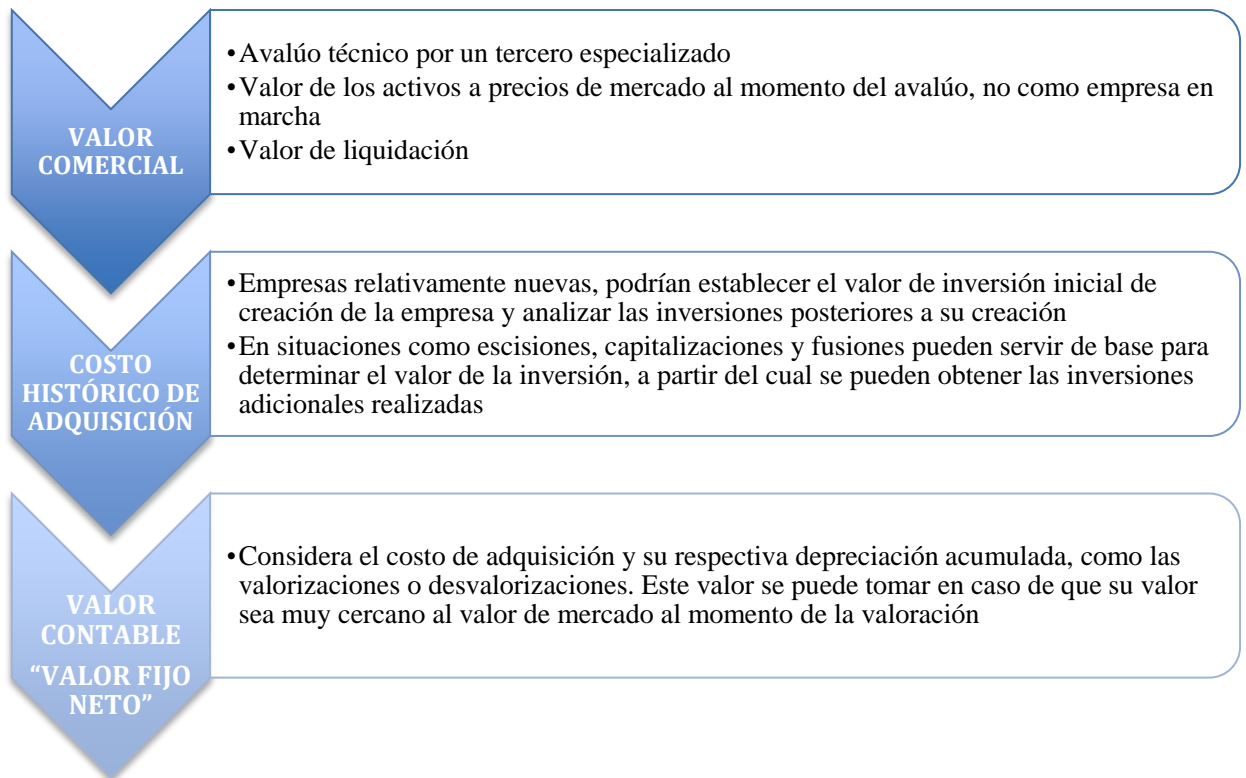 VALOR
COMERCIAL
•Avalúo técnico por un tercero especializado
•Valor de los activos a precios de mercado al momento del avalúo, no como empresa en
marcha
•Valor de liquidación
COSTO
HISTÓRICO DE
ADQUISICIÓN
•Empresas relativamente nuevas, podrían establecer el valor de inversión inicial de
creación de la empresa y analizar las inversiones posteriores a su creación
•En situaciones como escisiones, capitalizaciones y fusiones pueden servir de base para
determinar el valor de la inversión, a partir del cual se pueden obtener las inversiones
adicionales realizadas
VALOR
CONTABLE
“VALOR FIJO
NETO”
•Considera el costo de adquisición y su respectiva depreciación acumulada, como las
valorizaciones o desvalorizaciones. Este valor se puede tomar en caso de que su valor
sea muy cercano al valor de mercado al momento de la valoración